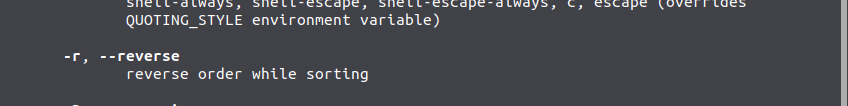 shell-always, shell-escape, shell-escape-always, c, escape (overrides
QUOTING_STYLE environment variable)
-r, --reverse
reverse order while sorting